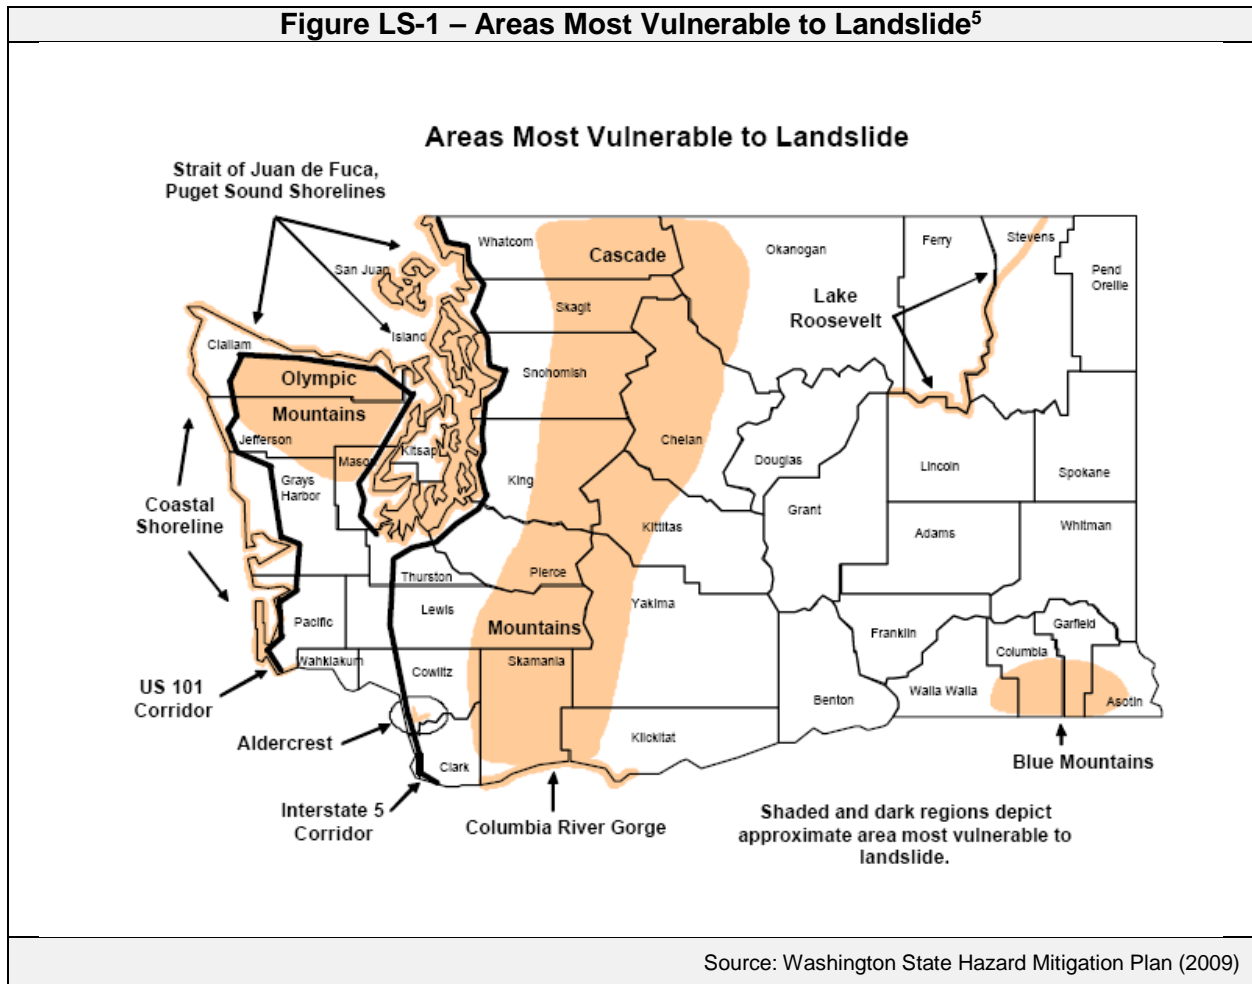 Figure LS-1 – Areas Most Vulnerable to Landslide5
Areas Most Vulnerable to Landslide
Strait of Juan de Fuca,
Puget Sound Shorelines
Whatcom
Cascade
Okanogan
Ferry
Stevens
Pend
Oreille
San Juan
Skagit
Lake
Roosevelt
Island
Clallam
Olympic
Snohomish
Mountains
Jefferson
Chelan
Mason
Kitsap
Douglas
Lincoln
Spokane
Grays
Harbor
King
Coastal
Shoreline
Grant
Kittitas
Adams
Whitman
Thurston
Pierce
Yakima
Lewis
Pacific
Mountains
Franklin
Garfield
Columbia
Wahkiakum
Skamania
Cowlitz
Walla Walla
Asotin
Benton
US 101
Corridor
Aldercrest
Klickitat
Clark
Blue Mountains
Interstate 5
Corridor
Columbia River Gorge
Shaded and dark regions depict
approximate area most vulnerable to
landslide.
Source: Washington State Hazard Mitigation Plan (2009)